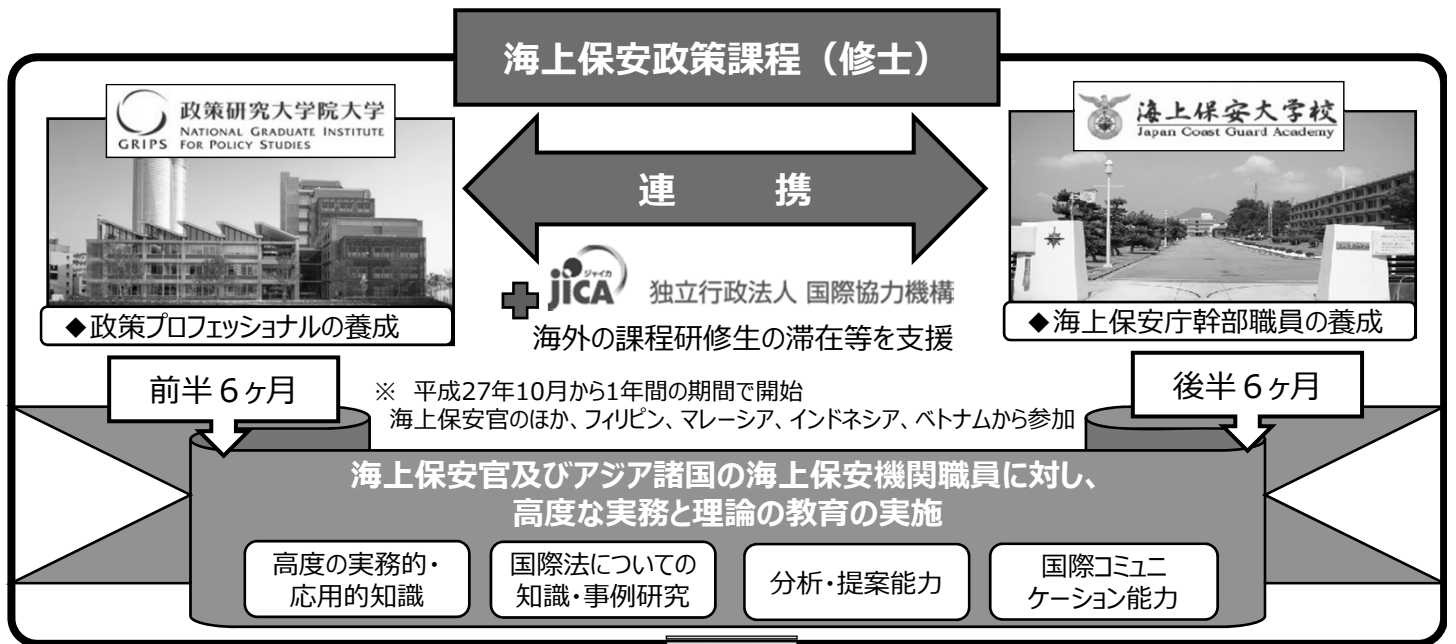 海上保安政策課程（修士）
政策研究大学院大学
NATIONAL GRADUATE INSTITUTE
FOR POLICY STUDIES
GRIPS
海上保安大学校
Japan Coast Guard Academy
連　携
ジャイカ
JICA
独立行政法人 国際協力機構
海外の課程研修生の滞在等を支援
◆政策プロフェッショナルの養成
◆海上保安庁幹部職員の養成
前半６ヶ月
後半６ヶ月
※　平成27年10月から1年間の期間で開始
海上保安官のほか、フィリピン、マレーシア、インドネシア、ベトナムから参加
海上保安官及びアジア諸国の海上保安機関職員に対し、
高度な実務と理論の教育の実施
高度の実務的・
応用的知識
国際法についての
知識・事例研究
分析・提案能力
国際コミュニ
ケーション能力